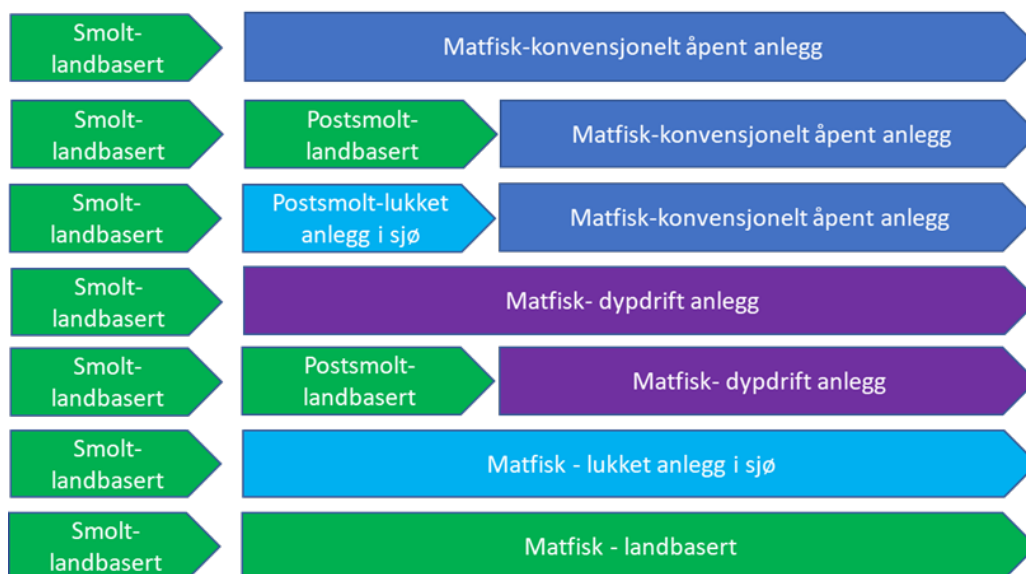 Smolt-
landbasert
Matfisk-konvensjonelt åpent anlegg
Smolt-
landbasert
Postsmolt-
landbasert
Matfisk-konvensjonelt åpent anlegg
Smolt-
landbasert
Postsmolt-lukket
anlegg i sjø
Matfisk-konvensjonelt åpent anlegg
Smolt-
landbasert
Matfisk- dypdrift anlegg
Smolt-
landbasert
Postsmolt-
landbasert
Matfisk- dypdrift anlegg
Smolt-
landbasert
Matfisk - lukket anlegg i sjø
Smolt-
landbasert
Matfisk - landbasert